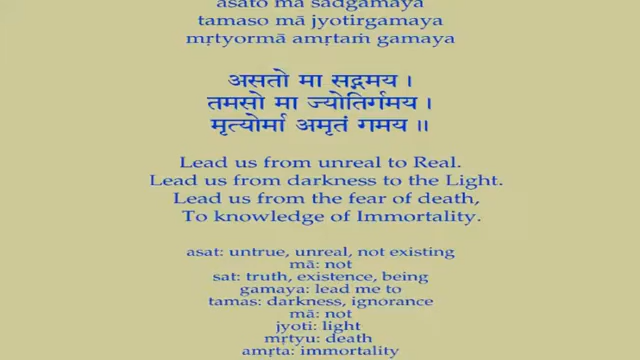 asato mā sadgamaya
tamaso mā jyotirgamaya
mṛtyormā amṛtaṁ gamaya
असतो मा सद्गमय ।
तमसो मा ज्योतिर्गमय ।
मृत्योर्मा अमृतं गमय ॥
Lead us from unreal to Real.
Lead us from darkness to the Light.
Lead us from the fear of death,
To knowledge of Immortality.
asat: untrue, unreal, not existing
mā: not
sat: truth, existence, being
gamaya: lead me to
tamas: darkness, ignorance
mā: not
jyoti: light
mṛtyu: death
amṛta: immortality